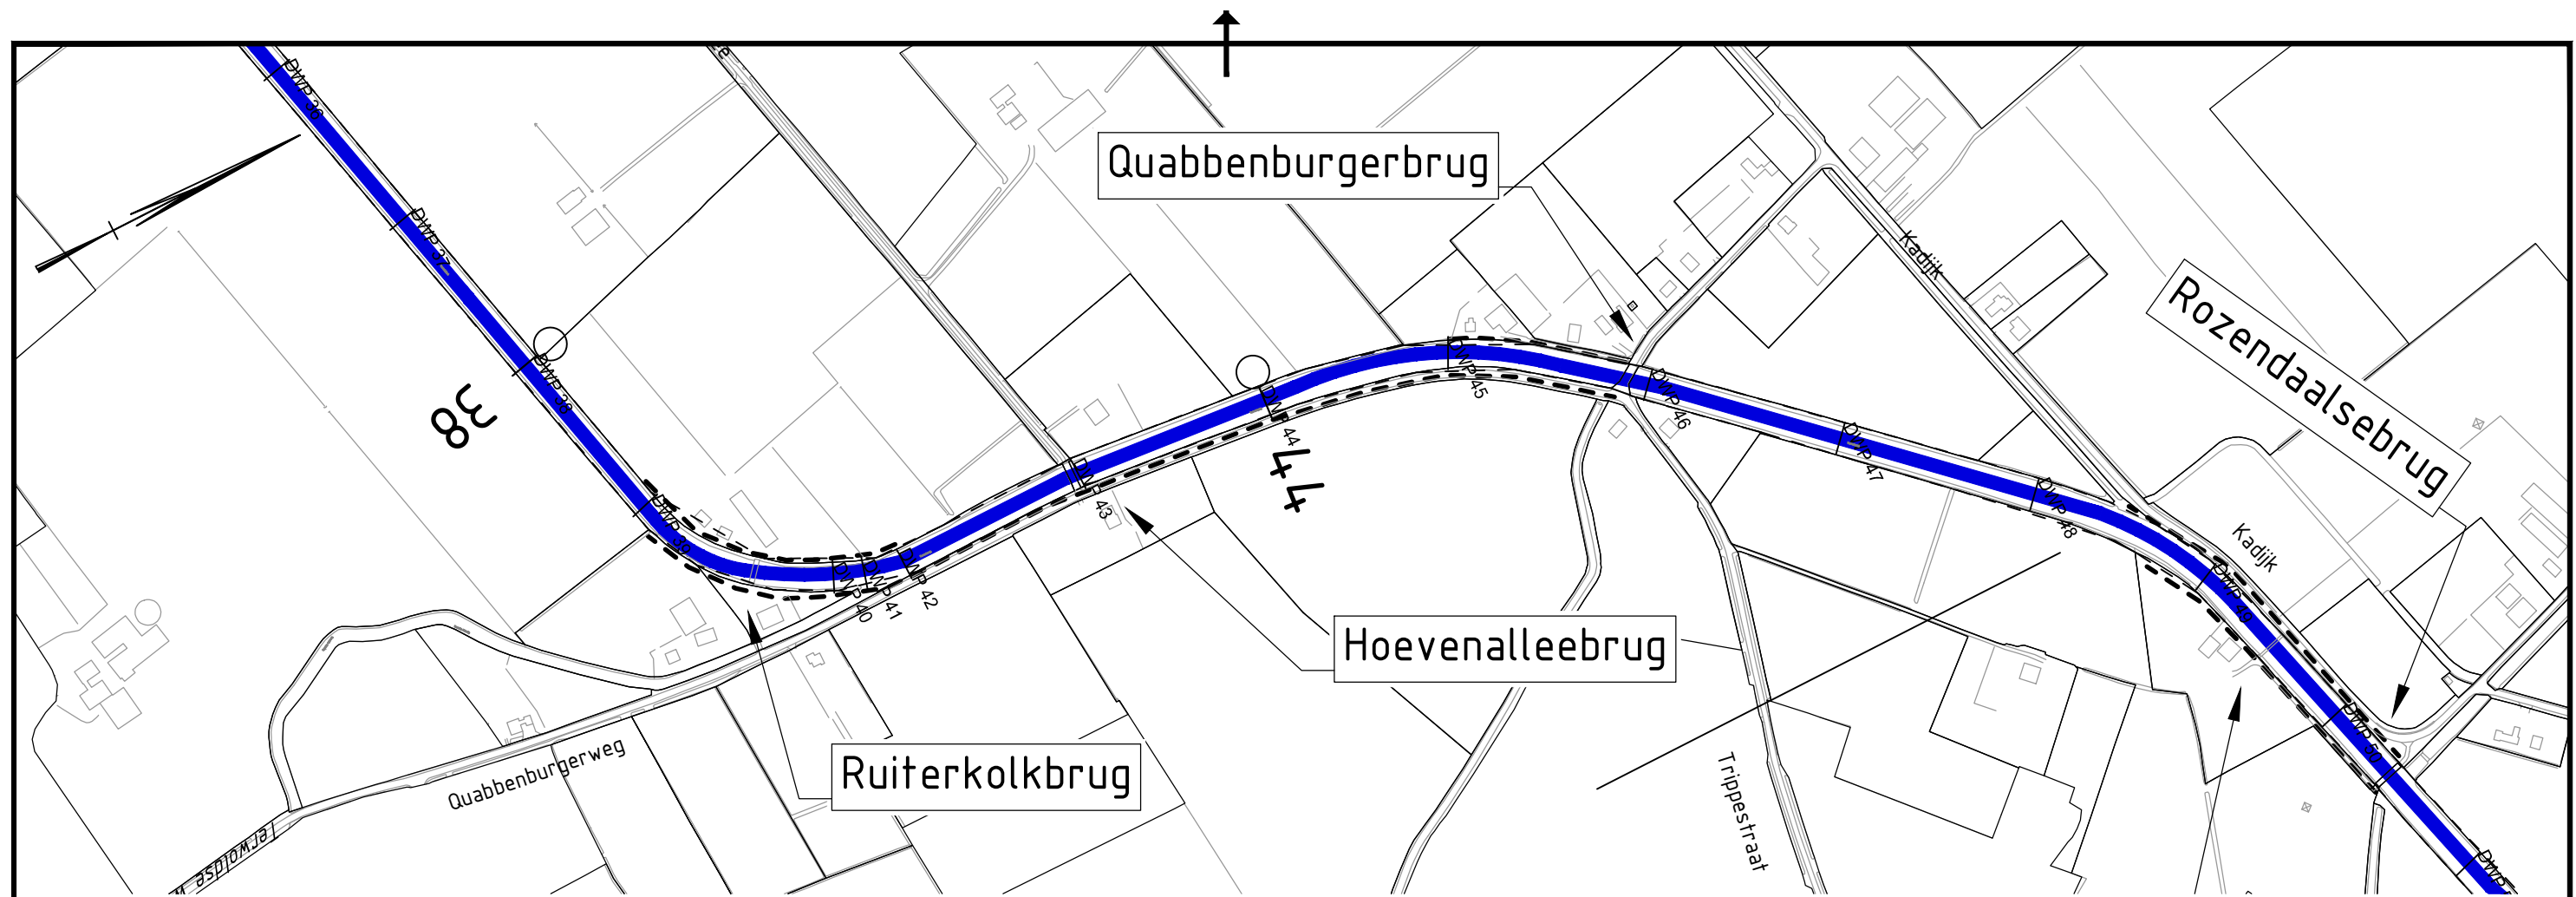 DWP 36
DWP 37
DWP 38
38
DWP 39
DWP 40
DWP 41
DWP 42
DWP 43
DWP 44
44
DWP 45
DWP 46
DWP 47
DWP 48
DWP 49
DWP 50
DWP
Quabbenburgerbrug
Kadijk
Rozendaalsebrug
Kadijk
Hoevenalleebrug
Ruiterkolkbrug
Quabbenburgerweg
Trippestraat
Terwoldse W